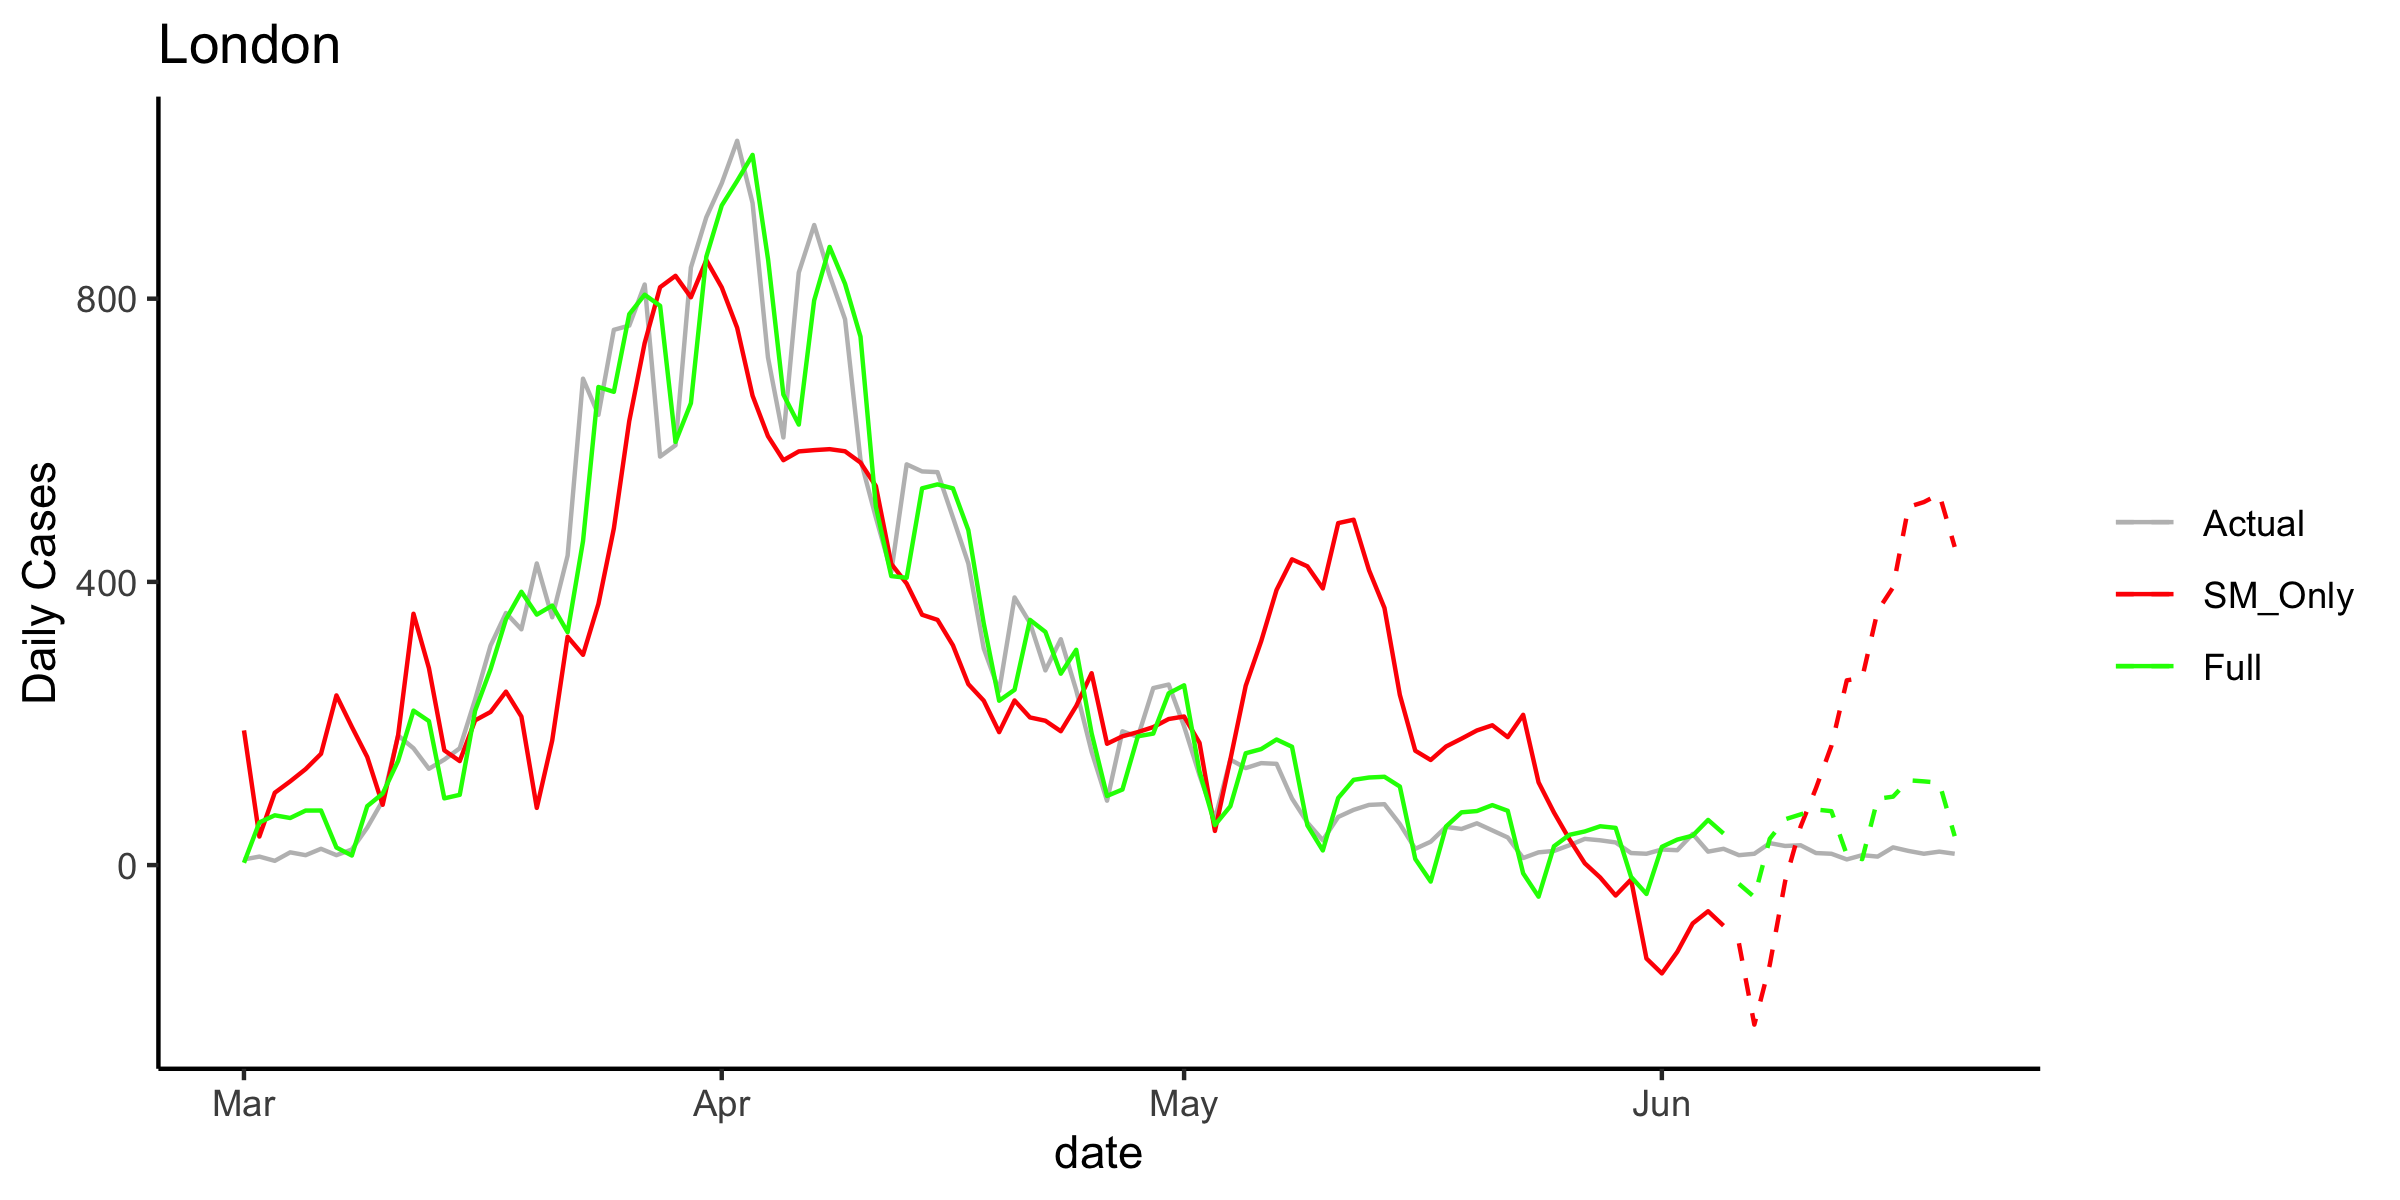 London
Daily Cases
800
400
0
Mar Apr May Jun
date
Actual
SM_Only
Full